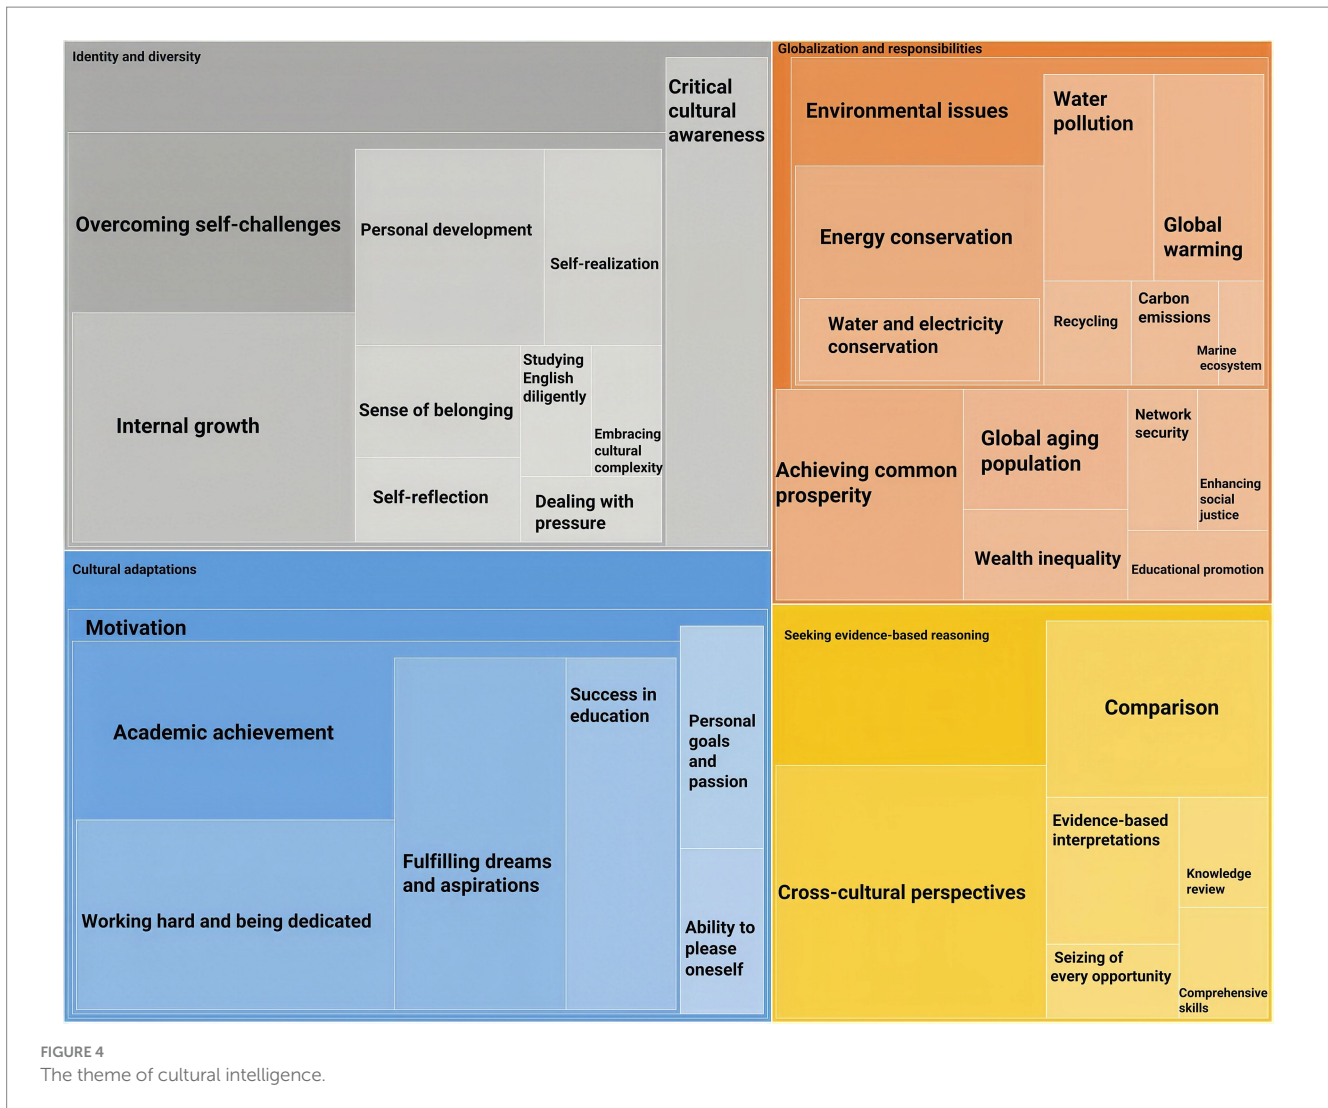 Identity and diversity
Critical
cultural
awareness
Overcoming self-challenges
Personal development
Self-realization
Internal growth
Sense of belonging
Studying
English
diligently
Embracing
cultural
complexity
Self-reflection
Dealing with
pressure
Globalization and responsibilities
Environmental issues
Water
pollution
Global
warming
Energy conservation
Water and electricity
conservation
Recycling
Carbon
emissions
Marine
ecosystem
Achieving common
prosperity
Global aging
population
Network
security
Enhancing
social
justice
Wealth inequality
Educational promotion
Cultural adaptations
Motivation
Academic achievement
Success in
education
Personal
goals
and
passion
Fulfilling dreams
and aspirations
Working hard and being dedicated
Ability to
please
oneself
Seeking evidence-based reasoning
Comparison
Cross-cultural perspectives
Evidence-based
interpretations
Knowledge
review
Seizing of
every opportunity
Comprehensive
skills
FIGURE 4
The theme of cultural intelligence.